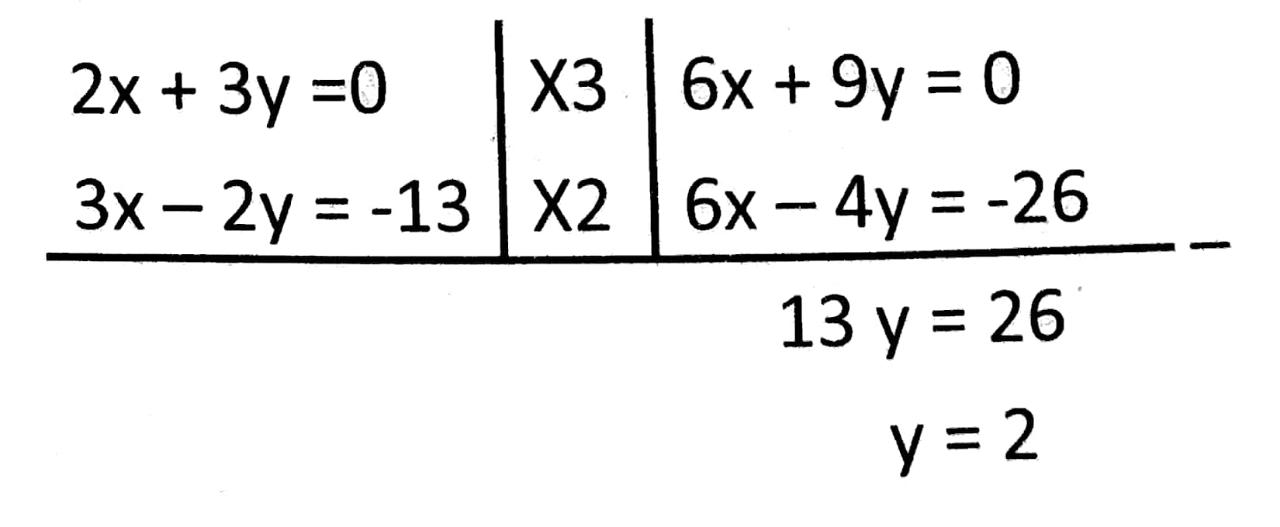 2x + 3y =0 X3 6x + 9y = 0
3x – 2y = -13 X2 6x – 4y = -26 –
13 y = 26
y = 2